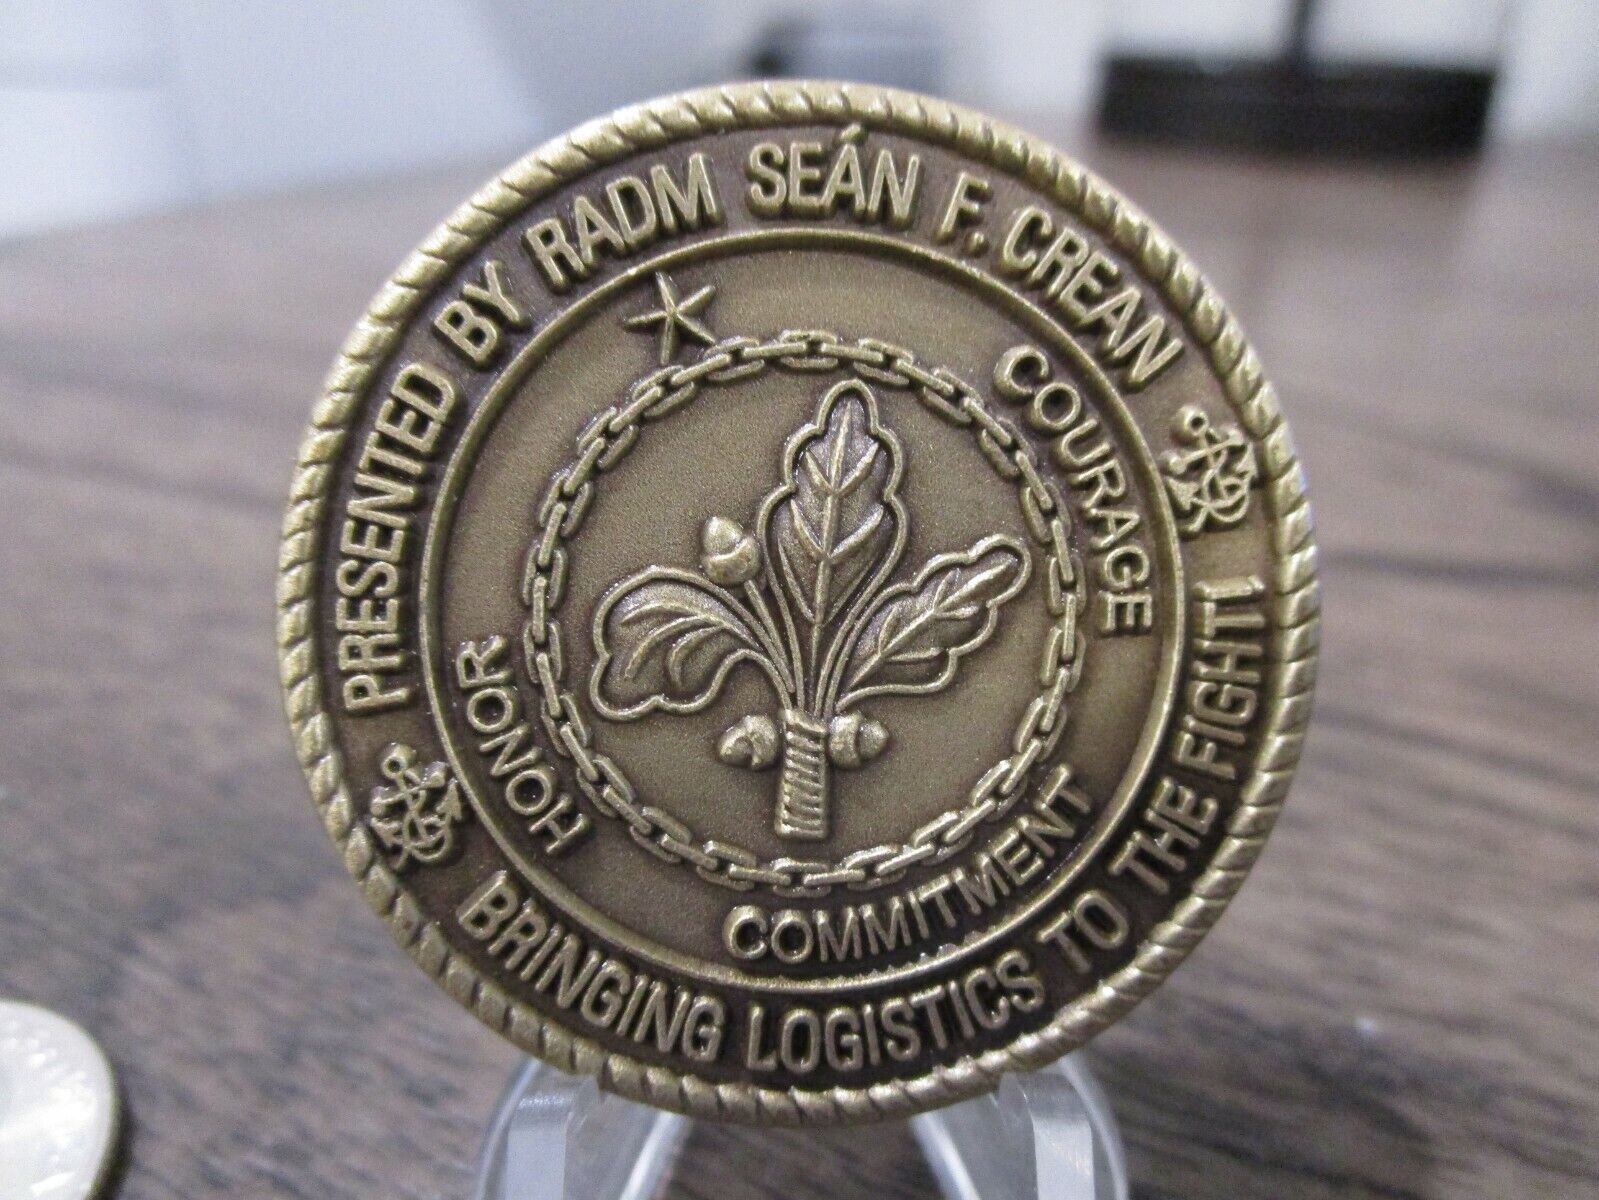 PRESENTED BY RADM SEÁN F. CREAN
COURAGE
HONOR
COMMITMENT
BRINGING LOGISTICS TO THE FIGHT!